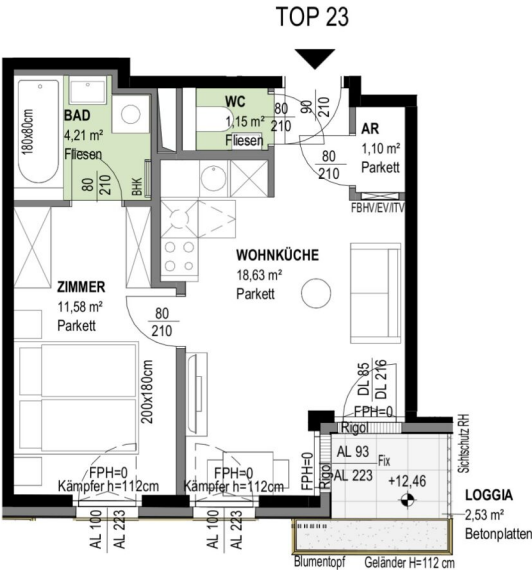 TOP 23
BAD
4,21 m²
Fliesen
180x80cm
80
210
BHK
WC
1,15 m²
Fliesen
80
210
90
210
AR
1,10 m²
Parkett
80
210
FBHV/EV/ITV
WOHNKÜCHE
18,63 m²
Parkett
ZIMMER
11,58 m²
Parkett
80
210
200x180cm
DL 85
DL 216
FPH=0
Rigol
AL 93
AL 223
Fix
+12,46
FPH=0
Rigol
Sichtschutz RH
FPH=0
Kämpfer h=112cm
FPH=0
Kämpfer h=112cm
LOGGIA
2,53 m²
Betonplatten
AL 100
AL 223
AL 100
AL 223
Blumentopf
Geländer H=112 cm